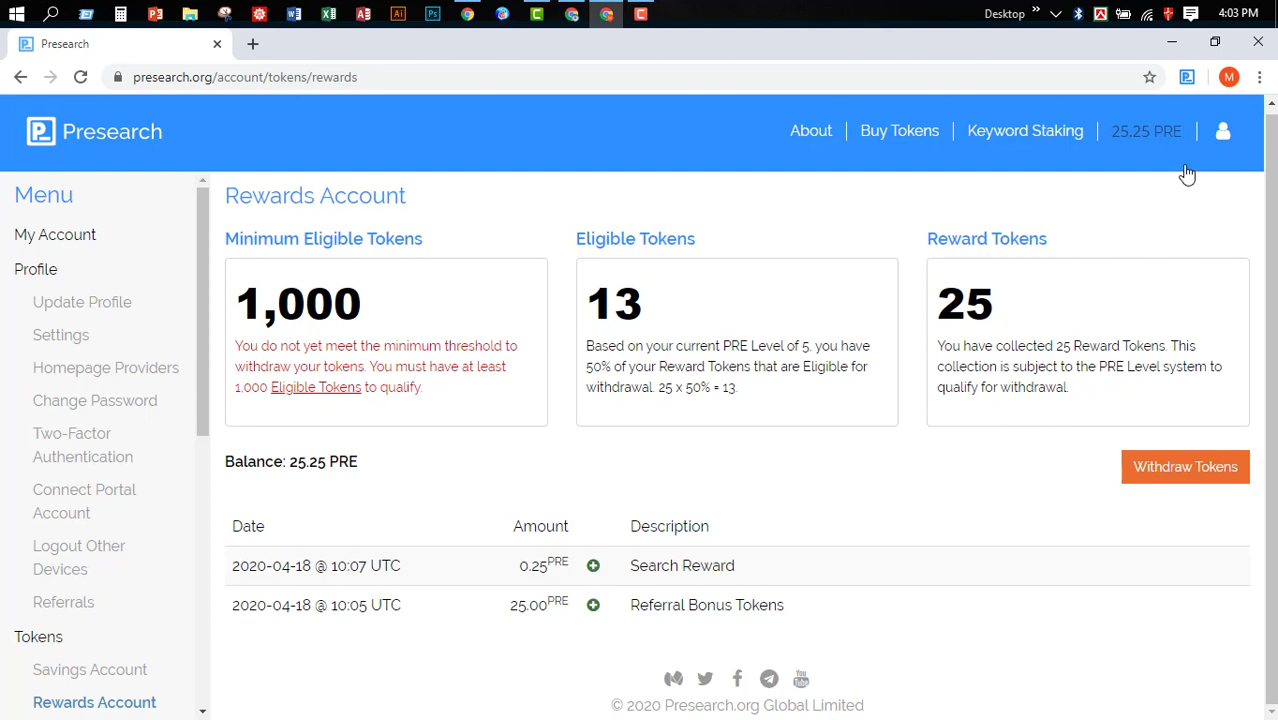 Desktop
4:03 PM
Presearch
presearch.org/account/tokens/rewards
M
Presearch
About
Buy Tokens
Keyword Staking
25.25 PRE
Menu
My Account
Profile
Update Profile
Settings
Homepage Providers
Change Password
Two-Factor
Authentication
Connect Portal
Account
Logout Other
Devices
Referrals
Tokens
Savings Account
Rewards Account
Rewards Account
Minimum Eligible Tokens
1,000
You do not yet meet the minimum threshold to
withdraw your tokens. You must have at least
1,000 Eligible Tokens to qualify.
Eligible Tokens
13
Based on your current PRE Level of 5, you have
50% of your Reward Tokens that are Eligible for
withdrawal. 25 x 50% = 13.
Reward Tokens
25
You have collected 25 Reward Tokens. This
collection is subject to the PRE Level system to
qualify for withdrawal.
Balance: 25.25 PRE
Withdraw Tokens
Date Amount Description
2020-04-18 @ 10:07 UTC 0.25PRE Search Reward
2020-04-18 @ 10:05 UTC 25.00PRE Referral Bonus Tokens
© 2020 Presearch.org Global Limited